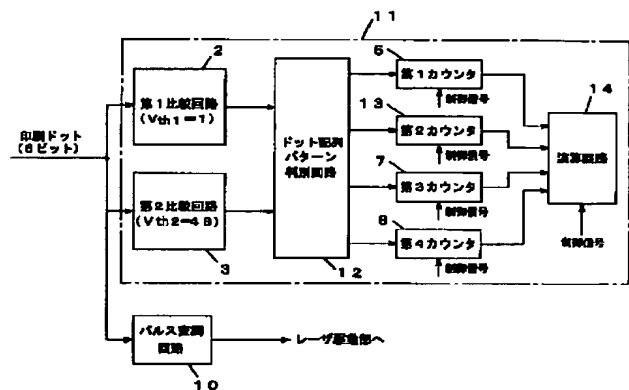 11
2
第1比較回路
(Vth1=1)
印刷ドット
(8ビット)
第2比較回路
(Vth2=48)
3
ドット配列
パターン
判別回路
12
第1カウンタ
制御信号
13
第2カウンタ
制御信号
7
第3カウンタ
制御信号
8
第4カウンタ
制御信号
14
演算回路
制御信号
パルス変調
回路
10
レーザ駆動部へ